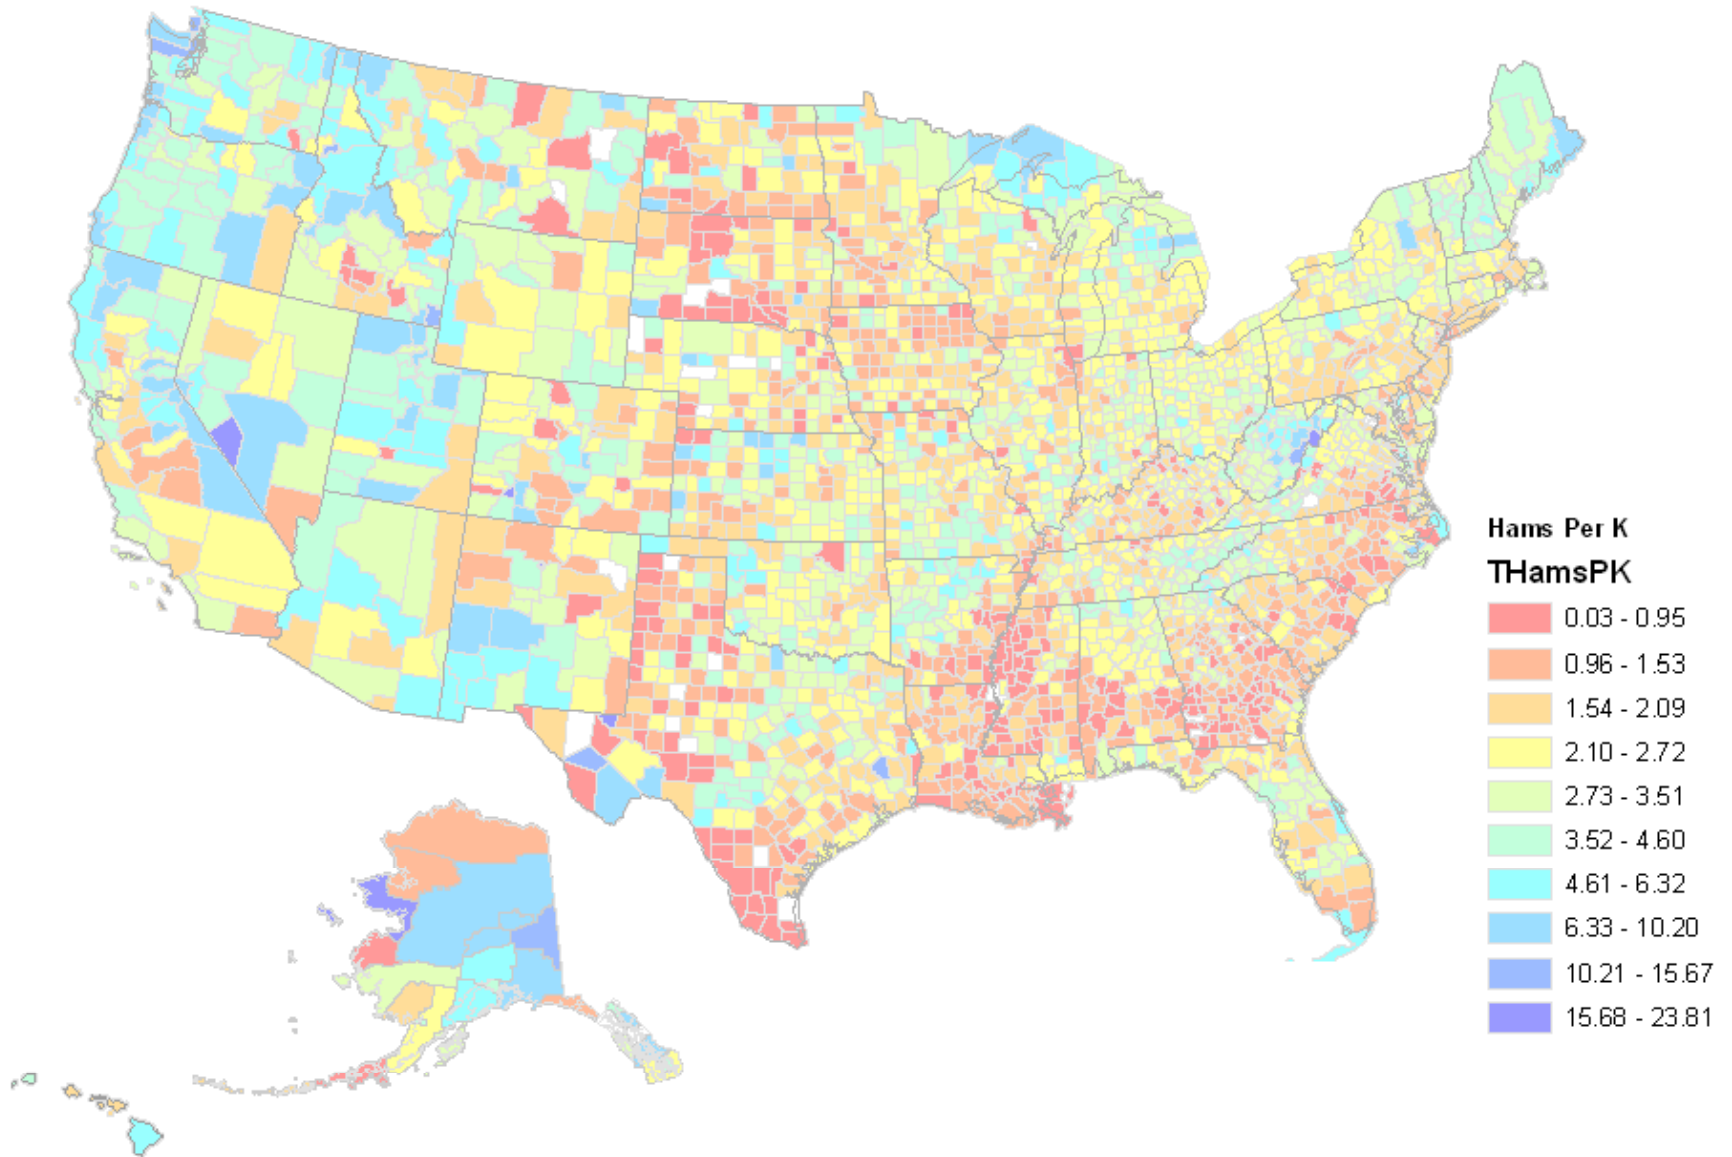 Hams Per K
THamsPK
0.03 - 0.95
0.96 - 1.53
1.54 - 2.09
2.10 - 2.72
2.73 - 3.51
3.52 - 4.60
4.61 - 6.32
6.33 - 10.20
10.21 - 15.67
15.68 - 23.81